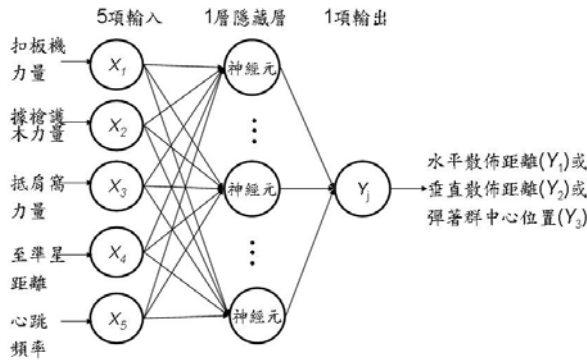 5項輸入
1層隱藏層
1項輸出
扣板機
力量
X1
神經元
據槍護
木力量
X2
抵肩窩
力量
X3
神經元
Yj
水平散佈距離(Y1)或
垂直散佈距離(Y2)或
彈著群中心位置(Y3)
至準星
距離
X4
心跳
頻率
X5
神經元